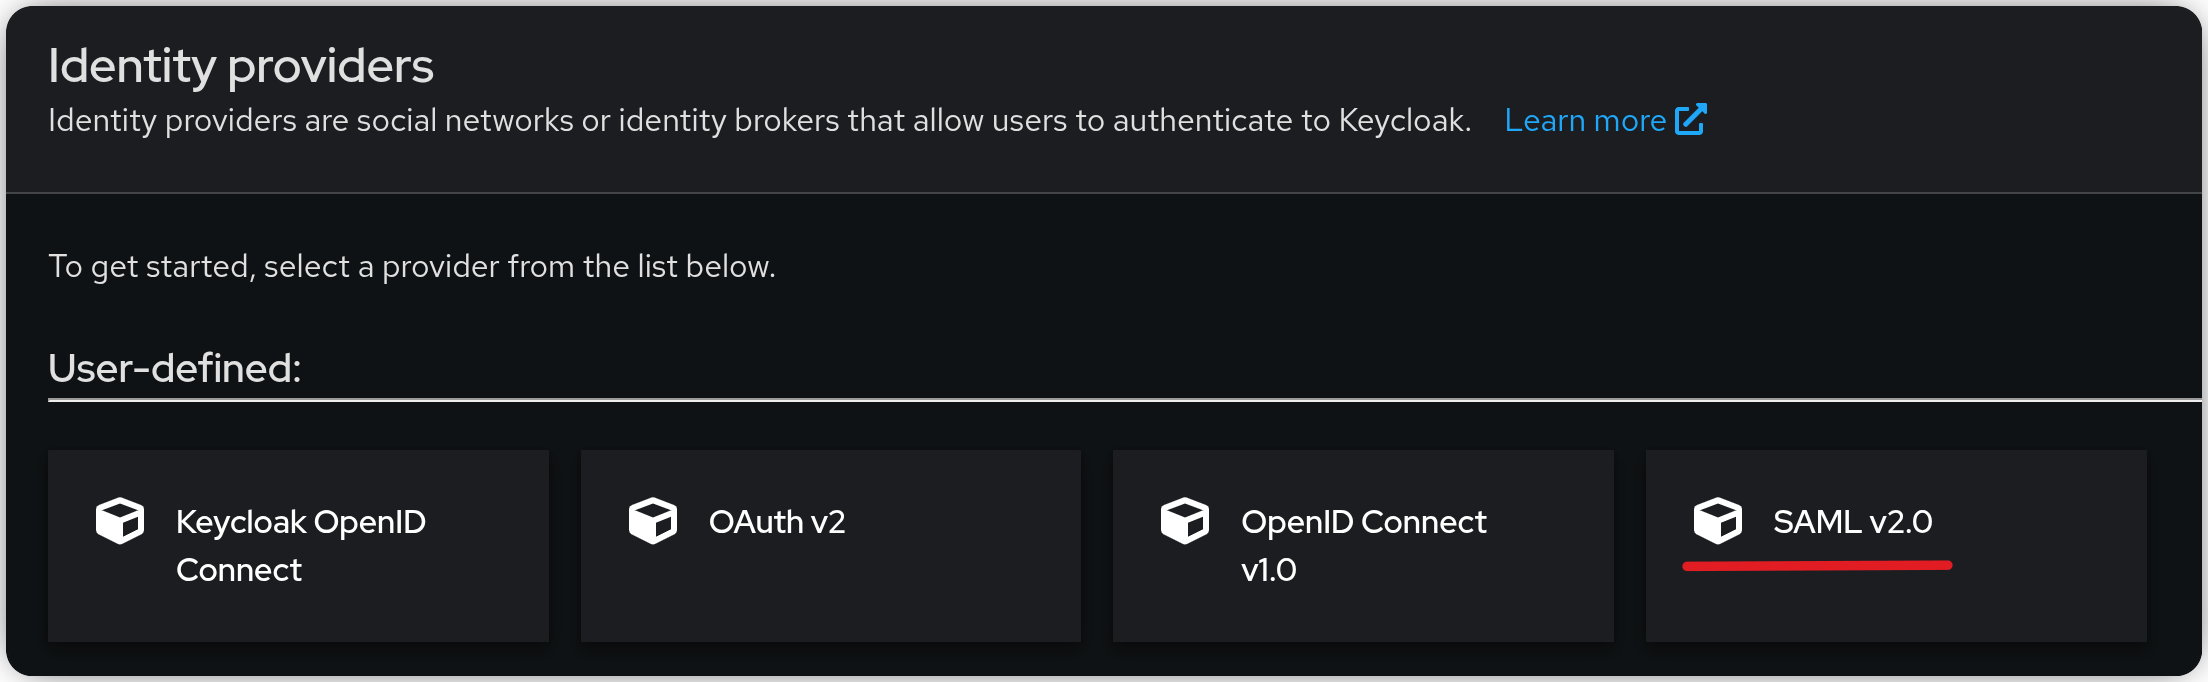 Identity providers
Identity providers are social networks or identity brokers that allow users to authenticate to Keycloak. Learn more
To get started, select a provider from the list below.
User-defined:
Keycloak OpenID
Connect
OAuth v2
OpenID Connect
v1.0
SAML v2.0